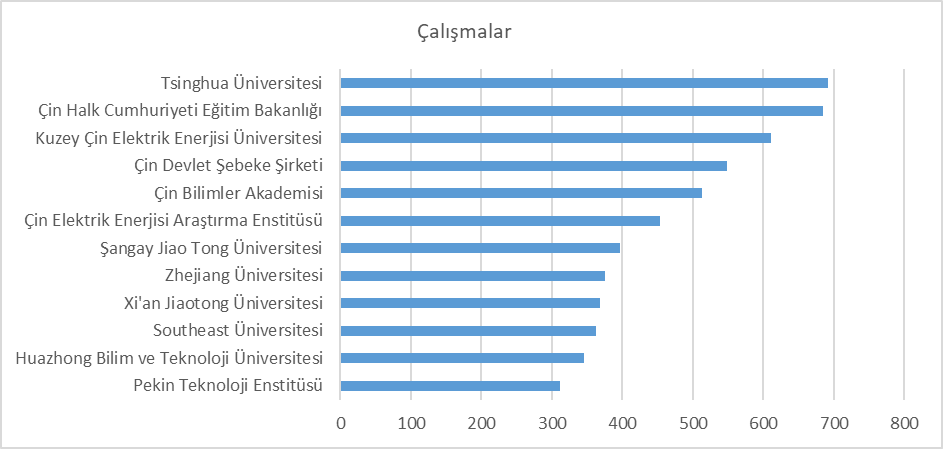 Çalışmalar
Tsinghua Üniversitesi
Çin Halk Cumhuriyeti Eğitim Bakanlığı
Kuzey Çin Elektrik Enerjisi Üniversitesi
Çin Devlet Şebeke Şirketi
Çin Bilimler Akademisi
Çin Elektrik Enerjisi Araştırma Enstitüsü
Şangay Jiao Tong Üniversitesi
Zhejiang Üniversitesi
Xi'an Jiaotong Üniversitesi
Southeast Üniversitesi
Huazhong Bilim ve Teknoloji Üniversitesi
Pekin Teknoloji Enstitüsü
0 100 200 300 400 500 600 700 800